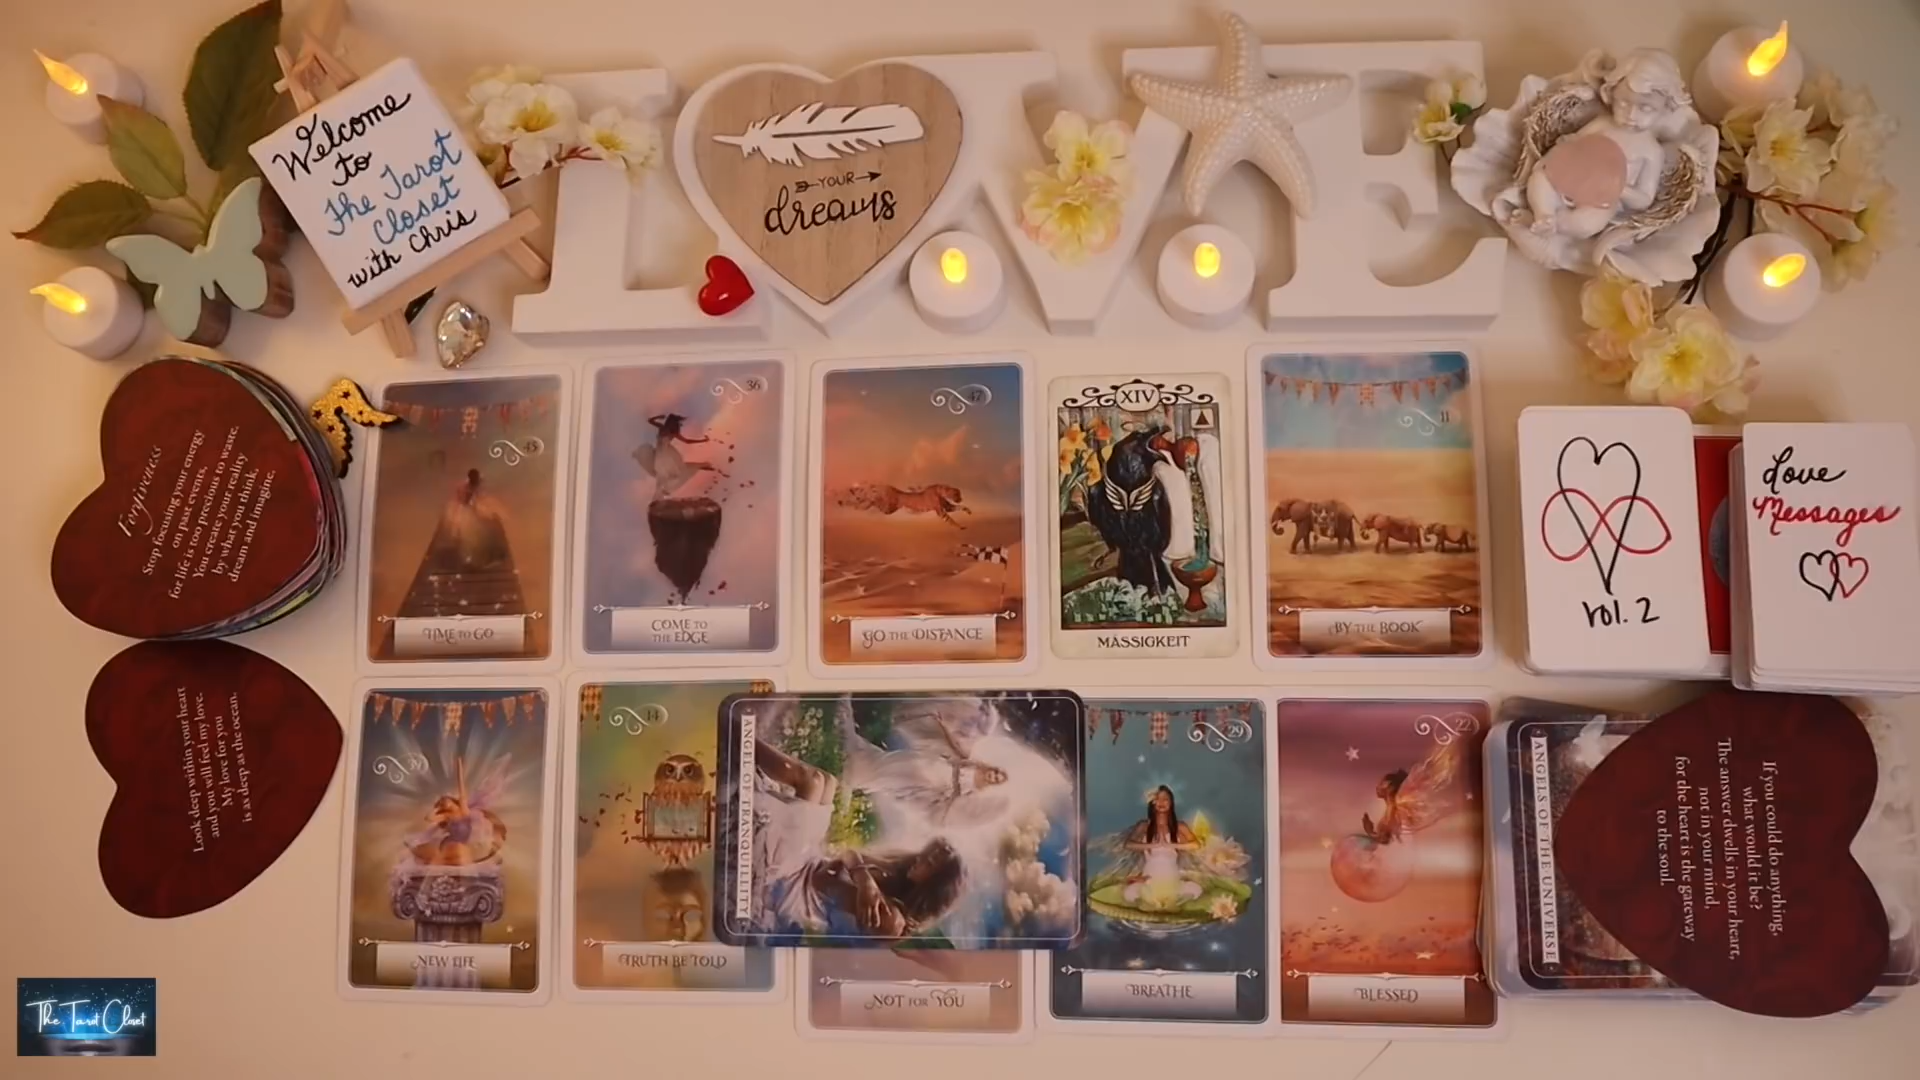 Welcome
to
The Tarot
Closet
with Chris
LOVE
YOUR
dreams
Forgiveness
Stop focusing your energy
on past events,
for life is too precious to waste.
You create your reality
by what you think,
dream and imagine.
45
TIME TO GO
36
COME TO
THE EDGE
47
GO THE DISTANCE
XIV
MÄSSIGKEIT
11
BY THE BOOK
vol. 2
Love
Messages
Look deep within your heart
and you will feel my love.
My love for you
is as deep as the ocean.
NEW LIFE
14
TRUTH BE TOLD
ANGEL OF TRANQUILLITY
NOT FOR YOU
29
BREATHE
22
BLESSED
ANGELS OF THE UNIVERSE
If you could do anything,
what would it be?
The answer dwells in your heart,
not in your mind,
for the heart is the gateway
to the soul.
The Tarot Closet